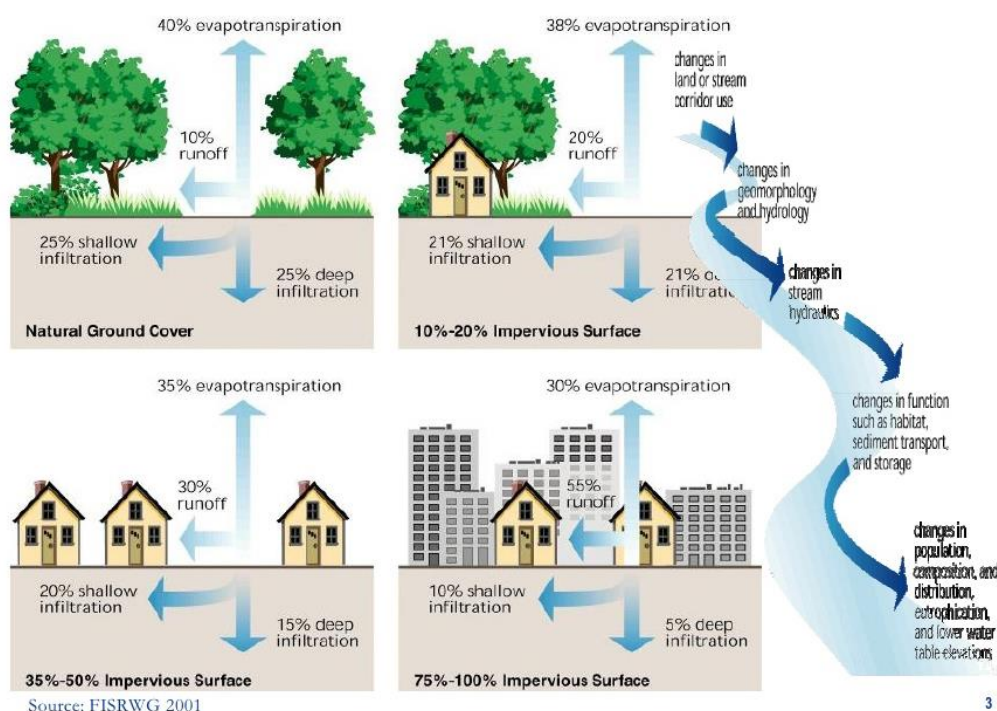 40% evapotranspiration
10%
runoff
25% shallow
infiltration
25% deep
infiltration
Natural Ground Cover
38% evapotranspiration
20%
runoff
21% shallow
infiltration
21%
10%-20% Impervious Surface
35% evapotranspiration
30%
runoff
20% shallow
infiltration
15% deep
infiltration
35%-50% Impervious Surface
30% evapotranspiration
55%
runoff
10% shallow
infiltration
5% deep
infiltration
75%-100% Impervious Surface
changes in
land or stream
corridor use
changes in
geomorphology
and hydrology
changes in
stream
hydraulics
changes in function
such as habitat,
sediment transport,
and storage
changes in
population,
composition, and
distribution,
eutrophication,
and lower water
table elevations
Source: FISRWG 2001
3